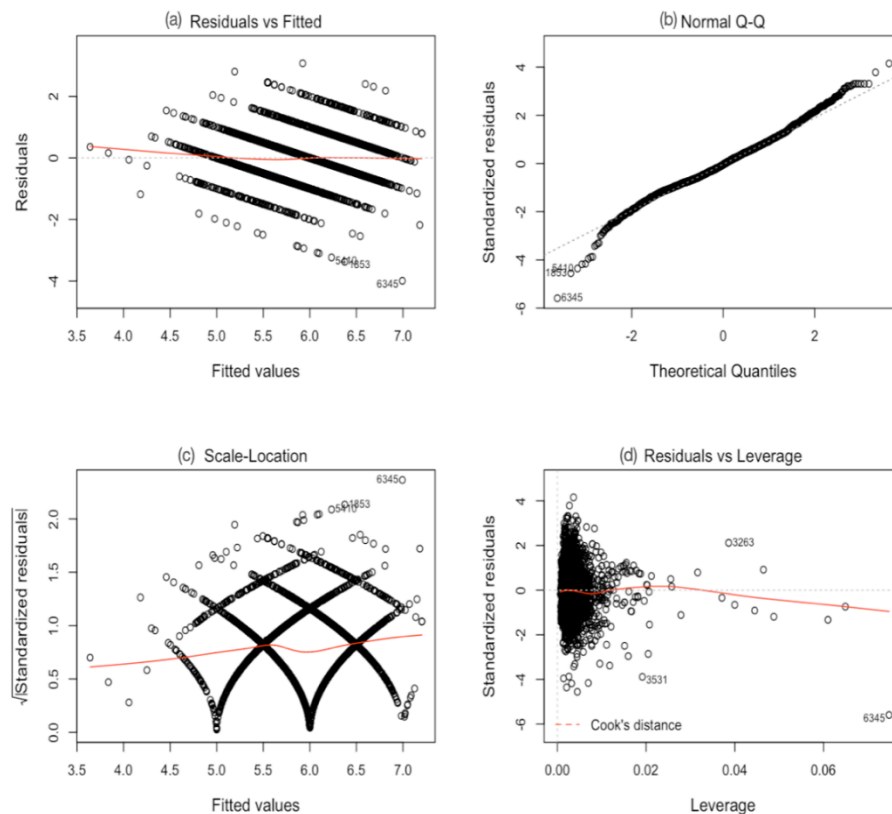 (a) Residuals vs Fitted
Residuals
2
0
-2
-4
5410
1853
6345
3.5 4.0 4.5 5.0 5.5 6.0 6.5 7.0
Fitted values
(b) Normal Q-Q
Standardized residuals
4
2
0
-2
-4
-6
5410
1853
6345
-2 0 2
Theoretical Quantiles
(c) Scale-Location
√|Standardized residuals|
2.0
1.5
1.0
0.5
0.0
6345
1853
5410
3.5 4.0 4.5 5.0 5.5 6.0 6.5 7.0
Fitted values
(d) Residuals vs Leverage
Standardized residuals
4
2
0
-2
-4
-6
3263
3531
6345
Cook's distance
0.00 0.02 0.04 0.06
Leverage